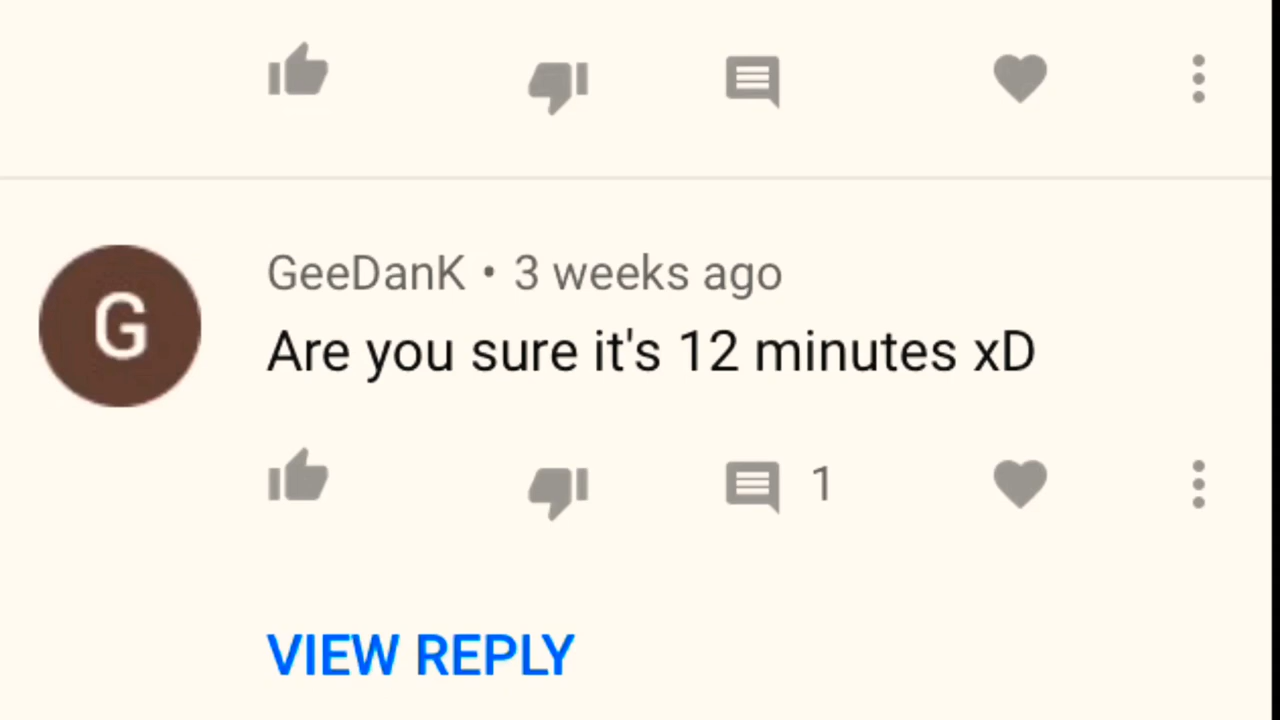 GeeDanK • 3 weeks ago
G
Are you sure it's 12 minutes xD
1
VIEW REPLY